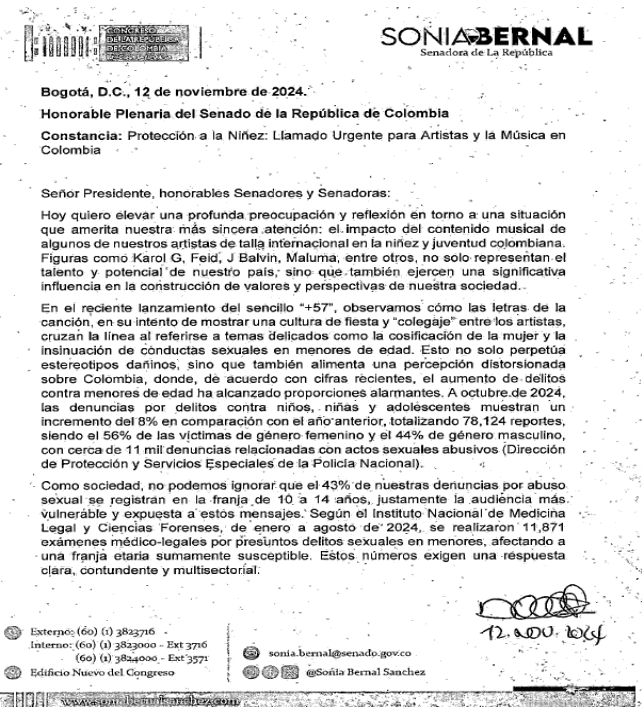 CONGRESO
DE LA REPÚBLICA
DE COLOMBIA
SONIA BERNAL
Senadora de La República
Bogotá, D.C., 12 de noviembre de 2024.
Honorable Plenaria del Senado de la República de Colombia
Constancia: Protección a la Niñez: Llamado Urgente para Artistas y la Música en
Colombia
Señor Presidente, honorables Senadores y Senadoras:
Hoy quiero elevar una profunda preocupación y reflexión en torno a una situación
que amerita nuestra más sincera atención: el impacto del contenido musical de
algunos de nuestros artistas de talla internacional en la niñez y juventud colombiana.
Figuras como Karol G, Feid, J Balvin, Maluma, entre otros, no solo representan el
talento y potencial de nuestro país, sino que también ejercen una significativa
influencia en la construcción de valores y perspectivas de nuestra sociedad.
En el reciente lanzamiento del sencillo "+57", observamos cómo las letras de la
canción, en su intento de mostrar una cultura de fiesta y "colegaje" entre los artistas,
cruzan la línea al referirse a temas delicados como la cosificación de la mujer y la
insinuación de conductas sexuales en menores de edad. Esto no solo perpetúa
estereotipos dañinos, sino que también alimenta una percepción distorsionada
sobre Colombia, donde, de acuerdo con cifras recientes, el aumento de delitos
contra menores de edad ha alcanzado proporciones alarmantes. A octubre de 2024,
las denuncias por delitos contra niños, niñas y adolescentes muestran un
incremento del 8% en comparación con el año anterior, totalizando 78,124 reportes,
siendo el 56% de las víctimas de género femenino y el 44% de género masculino,
con cerca de 11 mil denuncias relacionadas con actos sexuales abusivos (Dirección
de Protección y Servicios Especiales de la Policía Nacional).
Como sociedad, no podemos ignorar que el 43% de nuestras denuncias por abuso
sexual se registran en la franja de 10 a 14 años, justamente la audiencia más
vulnerable y expuesta a estos mensajes. Según el Instituto Nacional de Medicina
Legal y Ciencias Forenses, de enero a agosto de 2024, se realizaron 11,871
exámenes médico-legales por presuntos delitos sexuales en menores, afectando a
una franja etaria sumamente susceptible. Estos números exigen una respuesta
clara, contundente y multisectorial.
12. NOV. 2024
Externo: (60) (1) 3823716
Interno: (60) (1) 3823000 - Ext 3716
(60) (1) 3824000 - Ext 3571
Edificio Nuevo del Congreso
sonia.bernal@senado.gov.co
@Sonia Bernal Sanchez
www.soniabernalsanchez.com